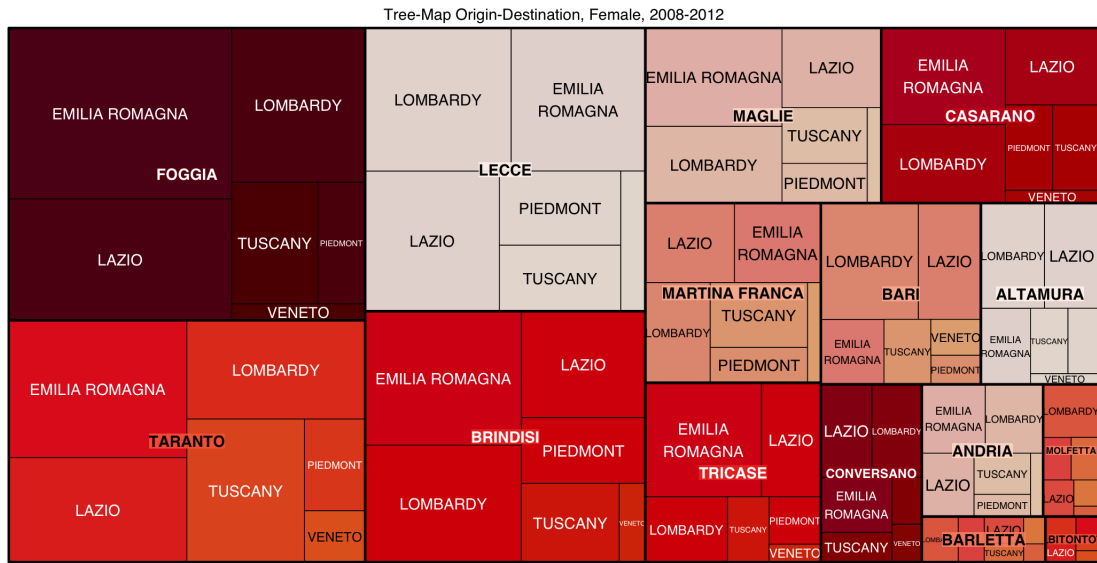 Tree-Map Origin-Destination, Female, 2008-2012
EMILIA ROMAGNA
LOMBARDY
FOGGIA
LAZIO
TUSCANY
PIEDMONT
VENETO
LOMBARDY
EMILIA
ROMAGNA
LECCE
LAZIO
PIEDMONT
TUSCANY
EMILIA ROMAGNA
LAZIO
MAGLIE
LOMBARDY
TUSCANY
PIEDMONT
EMILIA
ROMAGNA
LAZIO
CASARANO
LOMBARDY
PIEDMONT
TUSCANY
VENETO
LAZIO
EMILIA
ROMAGNA
MARTINA FRANCA
LOMBARDY
TUSCANY
PIEDMONT
LOMBARDY
LAZIO
BARI
EMILIA
ROMAGNA
TUSCANY
VENETO
PIEDMONT
LOMBARDY
LAZIO
ALTAMURA
EMILIA
ROMAGNA
TUSCANY
VENETO
EMILIA ROMAGNA
LOMBARDY
TARANTO
LAZIO
TUSCANY
PIEDMONT
VENETO
EMILIA ROMAGNA
LAZIO
BRINDISI
LOMBARDY
PIEDMONT
TUSCANY
VENETO
EMILIA
ROMAGNA
LAZIO
TRICASE
LOMBARDY
TUSCANY
PIEDMONT
VENETO
LAZIO
LOMBARDY
CONVERSANO
EMILIA
ROMAGNA
TUSCANY
VENETO
EMILIA
ROMAGNA
LOMBARDY
ANDRIA
LAZIO
TUSCANY
PIEDMONT
LOMBARDY
MOLFETTA
LAZIO
LAZIO
BARLETTA
TUSCANY
BITONTO
LAZIO